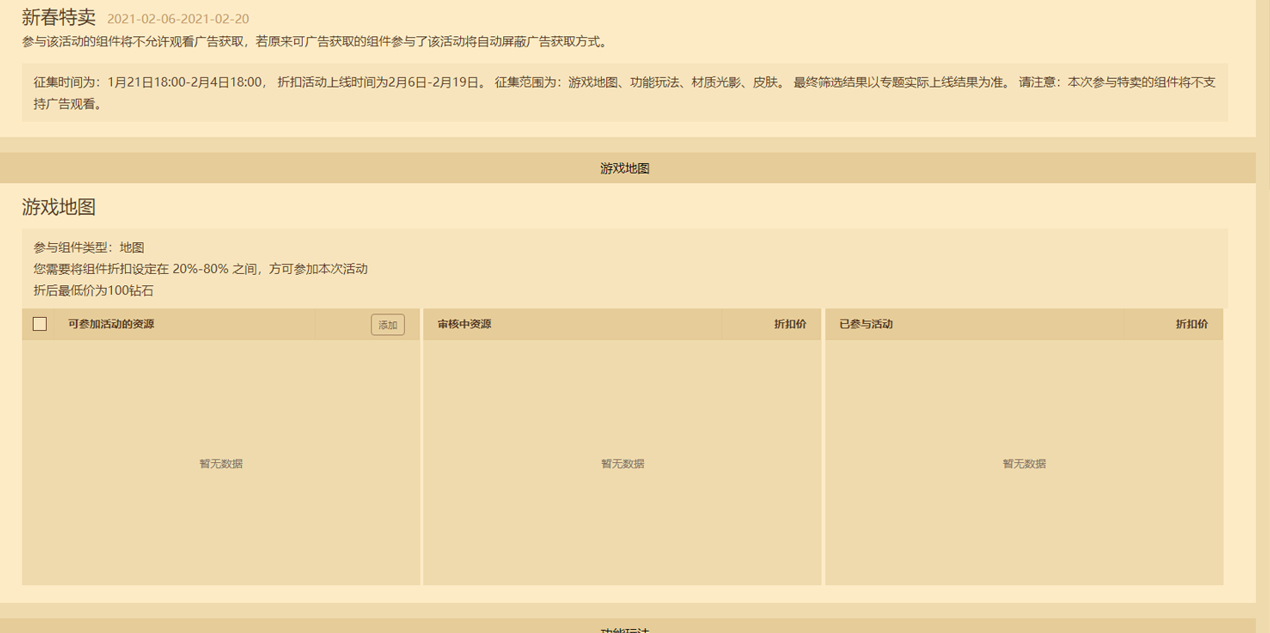 新春特卖 2021-02-06-2021-02-20
参与该活动的组件将不允许观看广告获取，若原来可广告获取的组件参与了该活动将自动屏蔽广告获取方式。
征集时间为：1月21日18:00-2月4日18:00， 折扣活动上线时间为2月6日-2月19日。 征集范围为：游戏地图、功能玩法、材质光影、皮肤。 最终筛选结果以专题实际上线结果为准。 请注意：本次参与特卖的组件将不支
持广告观看。
游戏地图
游戏地图
参与组件类型：地图
您需要将组件折扣设定在 20%-80% 之间，方可参加本次活动
折后最低价为100钻石
可参加活动的资源 添加 审核中资源 折扣价 已参与活动 折扣价
暂无数据 暂无数据 暂无数据
功能玩法